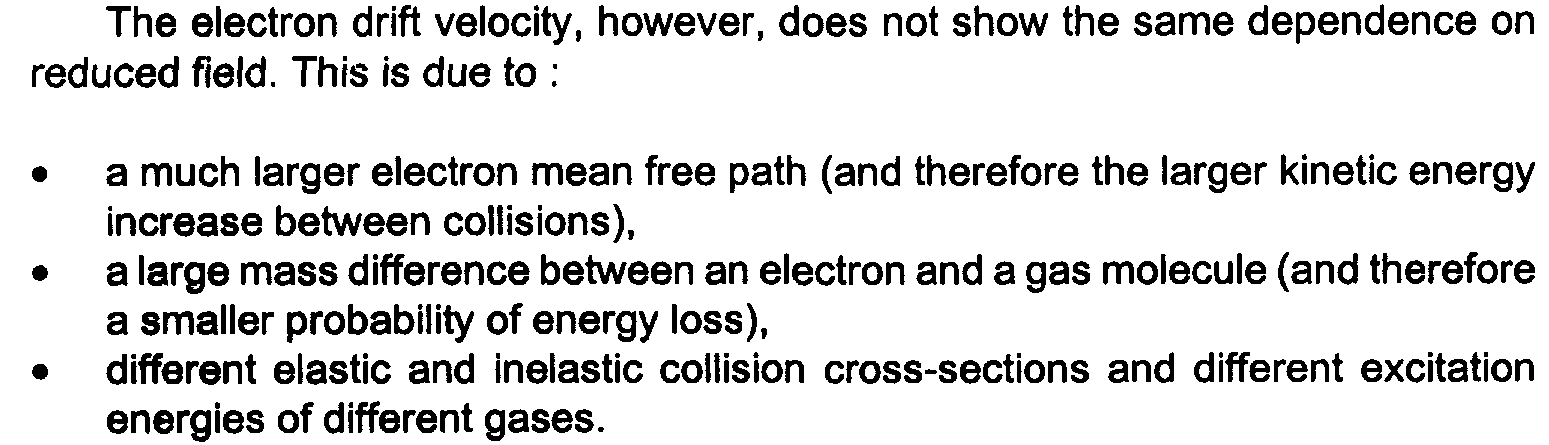 The electron drift velocity, however, does not show the same dependence on
reduced field. This is due to :
• a much larger electron mean free path (and therefore the larger kinetic energy
increase between collisions),
• a large mass difference between an electron and a gas molecule (and therefore
a smaller probability of energy loss),
• different elastic and inelastic collision cross-sections and different excitation
energies of different gases.